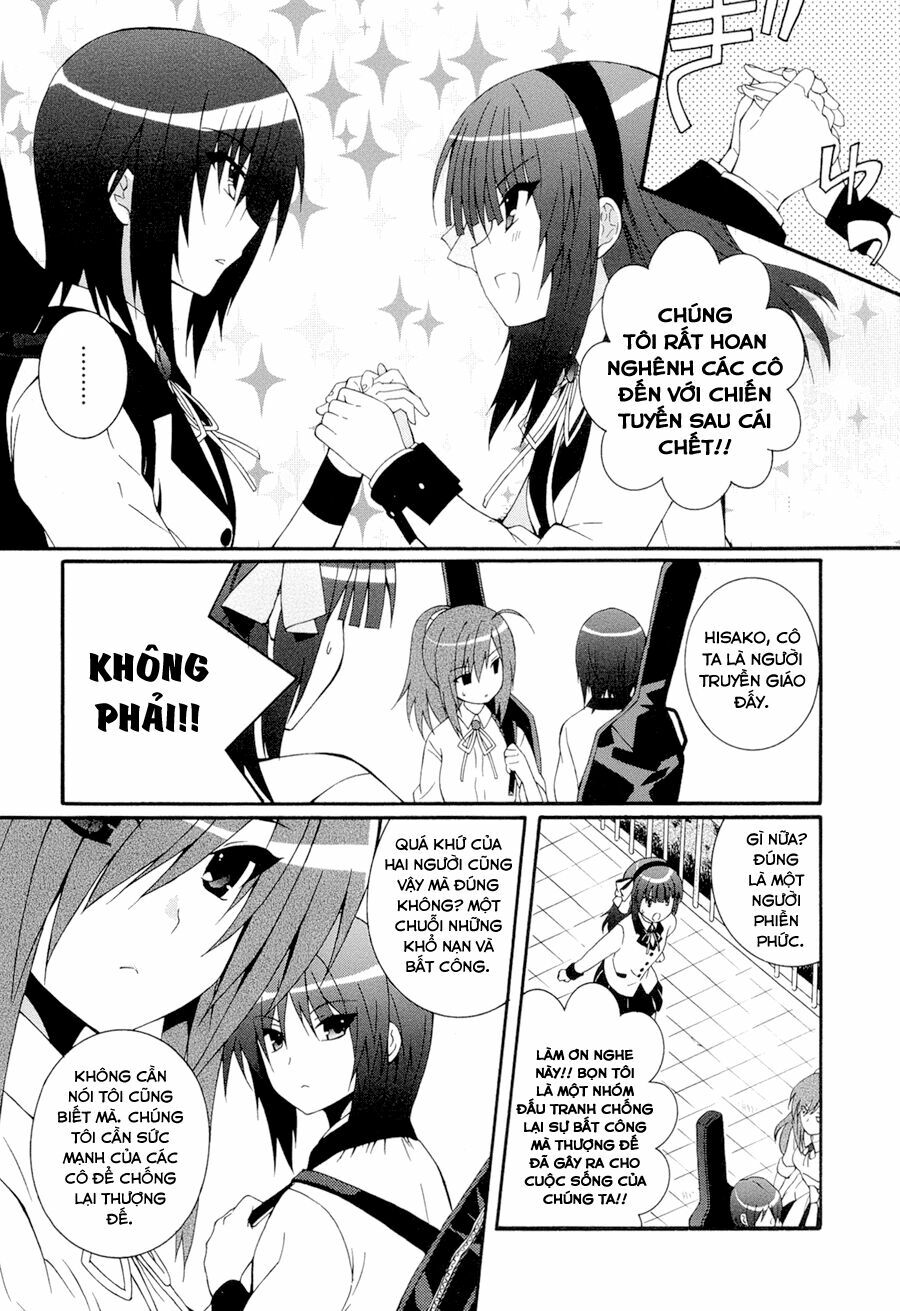 ぎゅ
CHÚNG
TÔI RẤT HOAN
NGHÊNH CÁC CÔ
ĐẾN VỚI CHIẾN
TUYẾN SAU CÁI
CHẾT!!
........
HISAKO, CÔ
TA LÀ NGƯỜI
TRUYỀN GIÁO
ĐẤY.
KHÔNG
PHẢI!!
GÌ NỮA?
ĐÚNG
LÀ MỘT
NGƯỜI
PHIỀN
PHỨC.
LÀM ƠN NGHE
NÀY!! BỌN TÔI
LÀ MỘT NHÓM
ĐẤU TRANH CHỐNG
LẠI SỰ BẤT CÔNG
MÀ THƯỢNG ĐẾ
ĐÃ GÂY RA CHO
CUỘC SỐNG CỦA
CHÚNG TA!!
QUÁ KHỨ CỦA
HAI NGƯỜI CŨNG
VẬY MÀ ĐÚNG
KHÔNG? MỘT
CHUỖI NHỮNG
KHỔ NẠN VÀ
BẤT CÔNG.
KHÔNG CẦN
NÓI TÔI CŨNG
BIẾT MÀ. CHÚNG
TÔI CẦN SỨC
MẠNH CỦA CÁC
CÔ ĐỂ CHỐNG
LẠI THƯỢNG
ĐẾ.